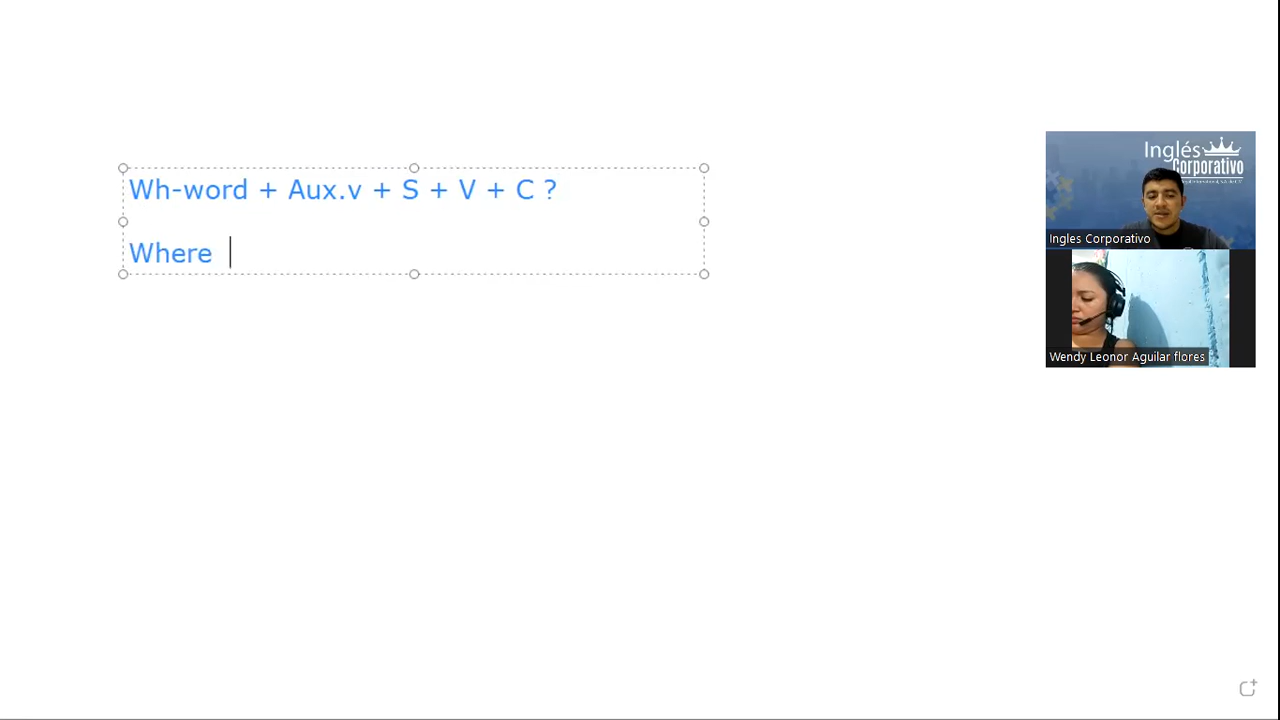 Wh-word + Aux.v + S + V + C ?
Where
Inglés
Corporativo
Ingles Corporativo
Wendy Leonor Aguilar flores